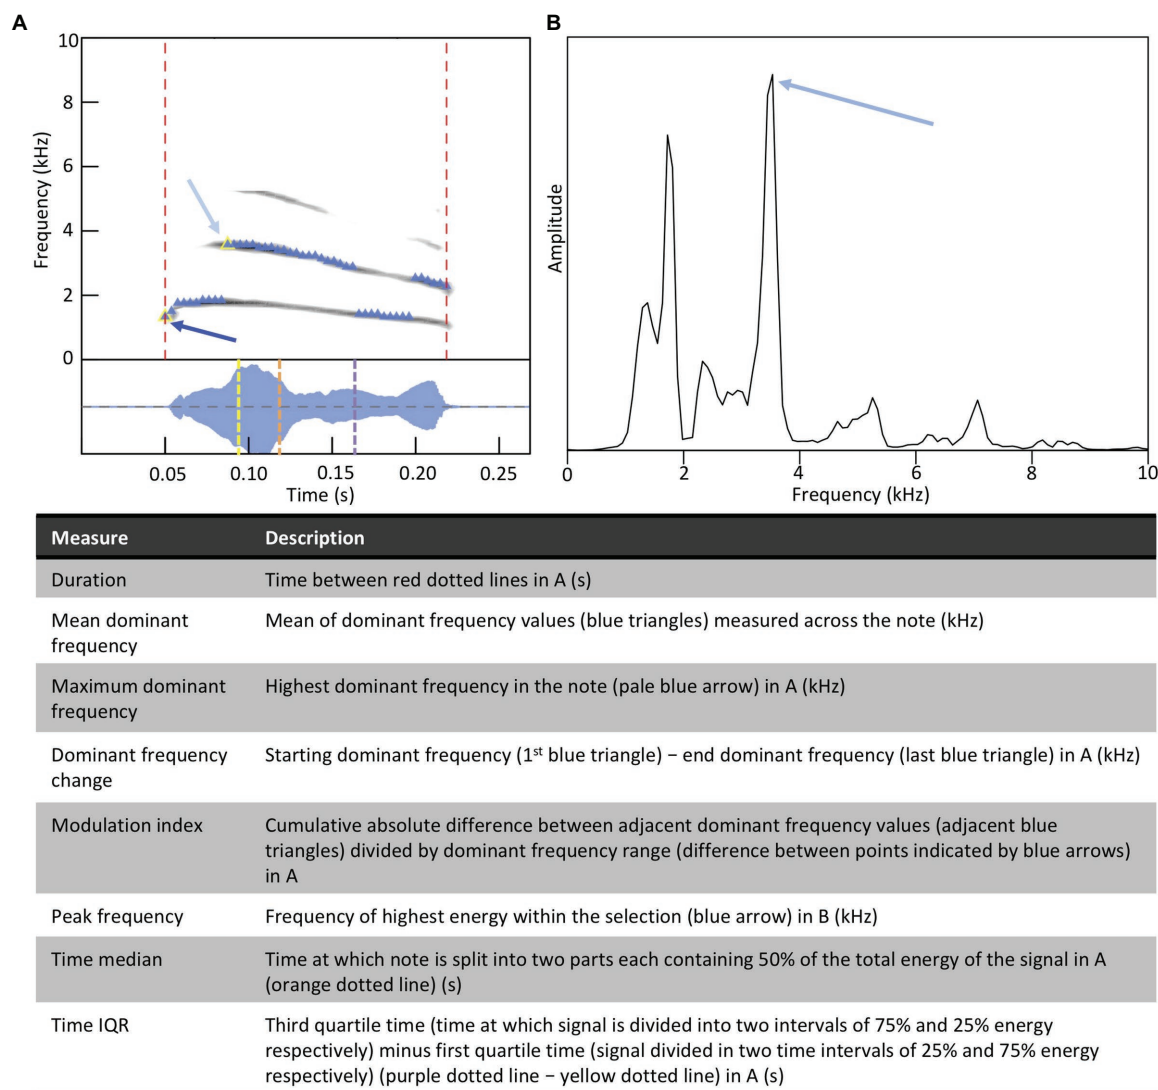 A
B
10
8
6
4
2
0
Frequency (kHz)
0.05
0.10
0.15
0.20
0.25
Time (s)
Amplitude
0
2
4
6
8
10
Frequency (kHz)
Measure Description
Duration Time between red dotted lines in A (s)
Mean dominant Mean of dominant frequency values (blue triangles) measured across the note (kHz)
frequency
Maximum dominant Highest dominant frequency in the note (pale blue arrow) in A (kHz)
frequency
Dominant frequency Starting dominant frequency (1st blue triangle) − end dominant frequency (last blue triangle) in A (kHz)
change
Modulation index Cumulative absolute difference between adjacent dominant frequency values (adjacent blue
triangles) divided by dominant frequency range (difference between points indicated by blue arrows)
in A
Peak frequency Frequency of highest energy within the selection (blue arrow) in B (kHz)
Time median Time at which note is split into two parts each containing 50% of the total energy of the signal in A
(orange dotted line) (s)
Time IQR Third quartile time (time at which signal is divided into two intervals of 75% and 25% energy
respectively) minus first quartile time (signal divided in two time intervals of 25% and 75% energy
respectively) (purple dotted line − yellow dotted line) in A (s)